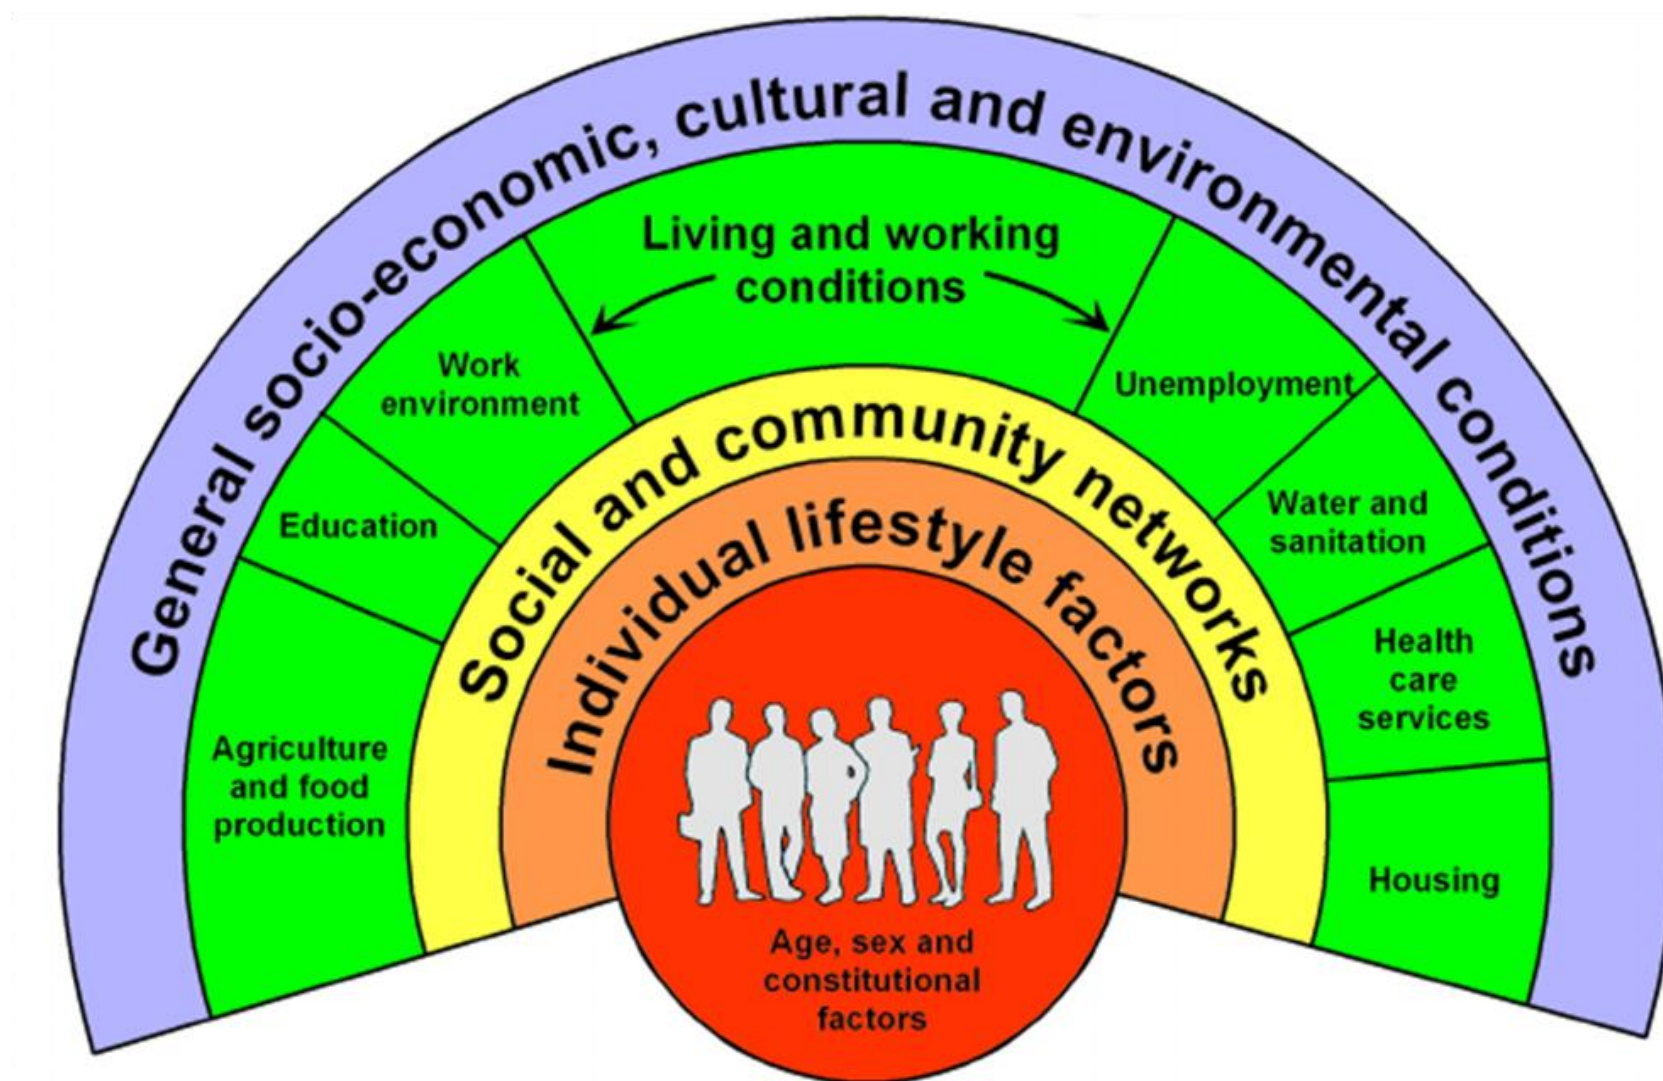 General socio-economic, cultural and environmental conditions
Living and working
conditions
Work
environment
Unemployment
Education
Water and
sanitation
Agriculture
and food
production
Health
care
services
Housing
Social and community networks
Individual lifestyle factors
Age, sex and
constitutional
factors